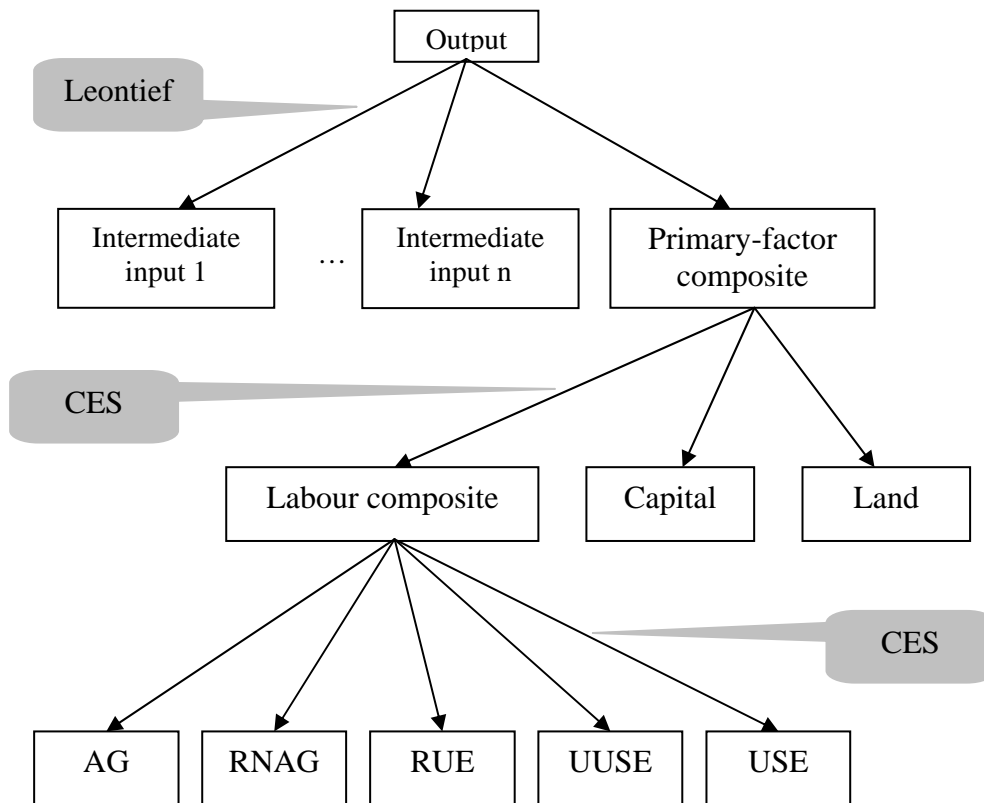 Output
Leontief
Intermediate
input 1
…
Intermediate
input n
Primary-factor
composite
CES
Labour composite
Capital
Land
CES
AG
RNAG
RUE
UUSE
USE